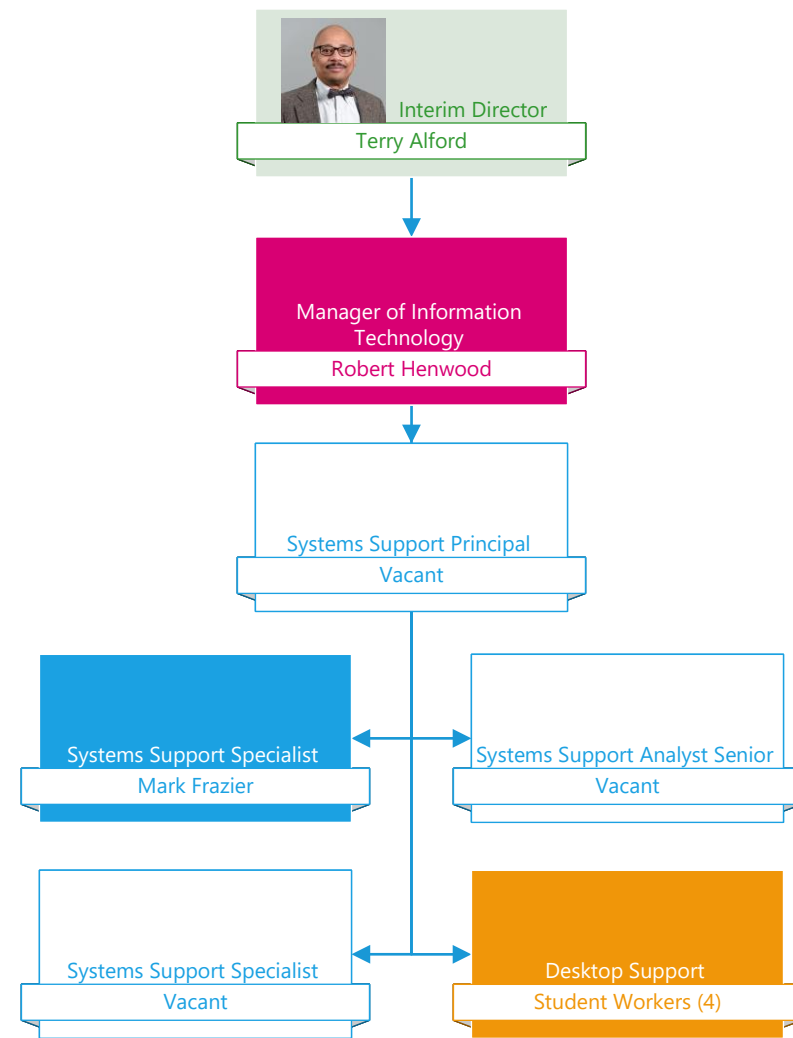 Interim Director
Terry Alford
Manager of Information
Technology
Robert Henwood
Systems Support Principal
Vacant
Systems Support Specialist
Mark Frazier
Systems Support Analyst Senior
Vacant
Systems Support Specialist
Vacant
Desktop Support
Student Workers (4)